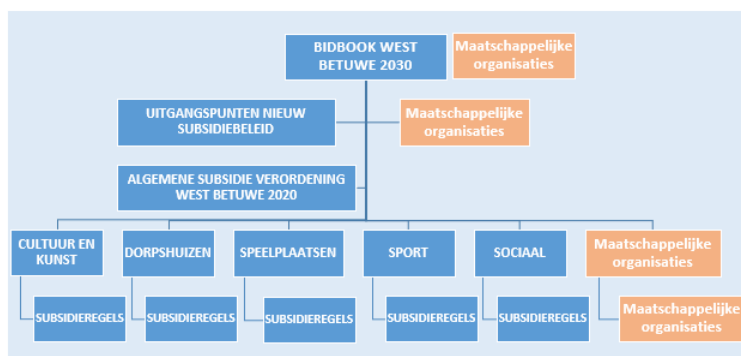 BIDBOOK WEST
BETUWE 2030
Maatschappelijke
organisaties
UITGANGSPUNTEN NIEUW
SUBSIDIEBELEID
Maatschappelijke
organisaties
ALGEMENE SUBSIDIE VERORDENING
WEST BETUWE 2020
CULTUUR EN
KUNST
DORPSHUIZEN
SPEELPLAATSEN
SPORT
SOCIAAL
Maatschappelijke
organisaties
SUBSIDIEREGELS
SUBSIDIEREGELS
SUBSIDIEREGELS
SUBSIDIEREGELS
SUBSIDIEREGELS
Maatschappelijke
organisaties